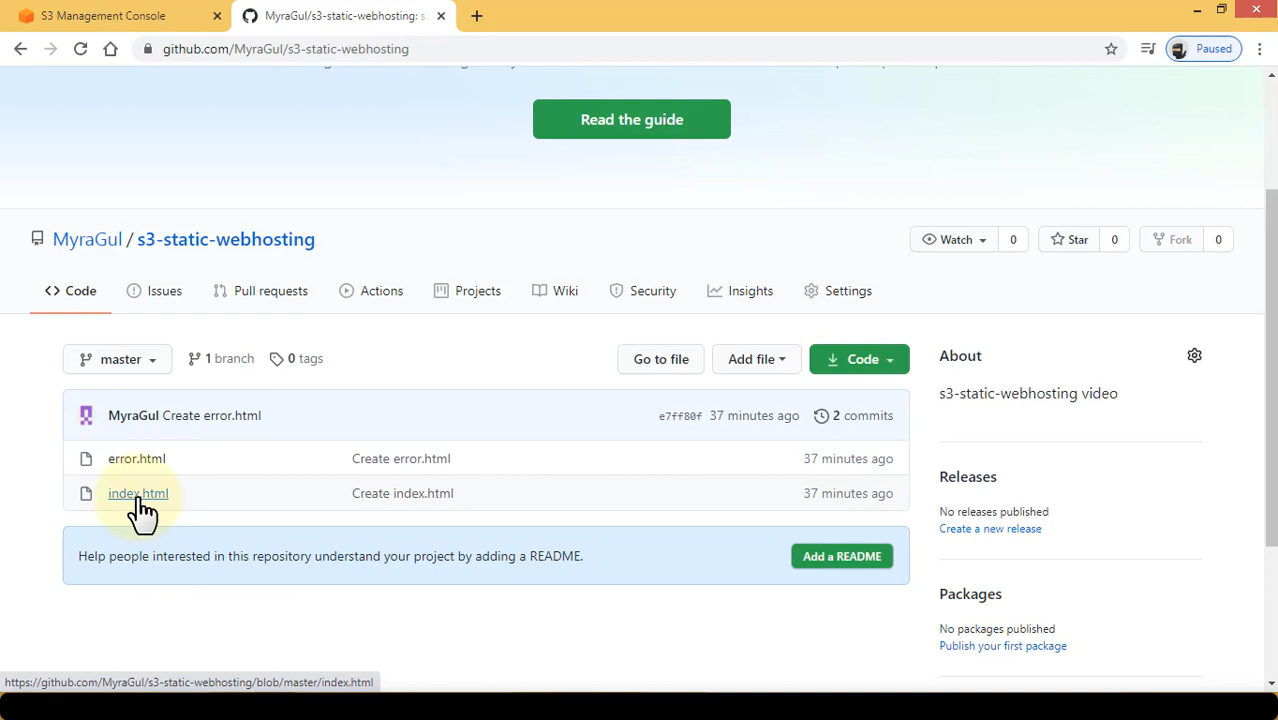 S3 Management Console
MyraGul/s3-static-webhosting: s3
github.com/MyraGul/s3-static-webhosting
Paused
Read the guide
MyraGul / s3-static-webhosting
Watch 0
Star 0
Fork 0
Code
Issues
Pull requests
Actions
Projects
Wiki
Security
Insights
Settings
master
1 branch
0 tags
Go to file
Add file
Code
MyraGul Create error.html e7ff80f 37 minutes ago 2 commits
error.html Create error.html 37 minutes ago
index.html Create index.html 37 minutes ago
Help people interested in this repository understand your project by adding a README.
Add a README
About
s3-static-webhosting video
Releases
No releases published
Create a new release
Packages
No packages published
Publish your first package
https://github.com/MyraGul/s3-static-webhosting/blob/master/index.html